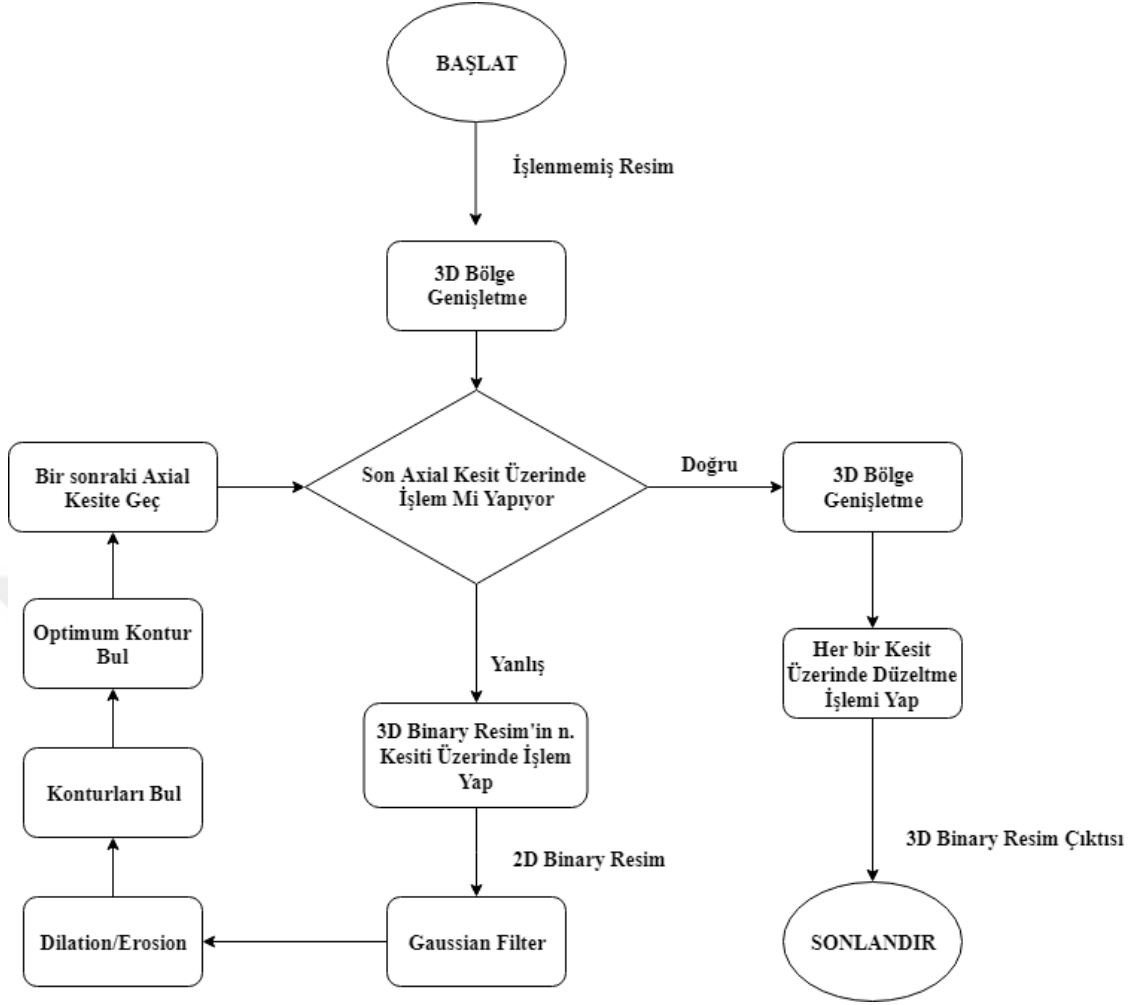 BAŞLAT
İşlenmemiş Resim
3D Bölge
Genişletme
Son Axial Kesit Üzerinde
İşlem Mi Yapıyor
Doğru
3D Bölge
Genişletme
Her bir Kesit
Üzerinde Düzeltme
İşlemi Yap
3D Binary Resim Çıktısı
SONLANDIR
Yanlış
3D Binary Resim'in n.
Kesiti Üzerinde İşlem
Yap
2D Binary Resim
Gaussian Filter
Dilation/Erosion
Konturları Bul
Optimum Kontur
Bul
Bir sonraki Axial
Kesite Geç